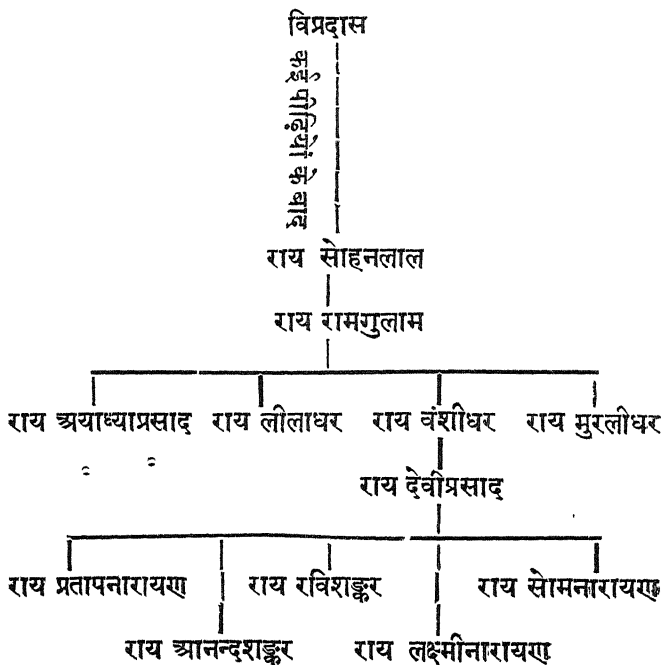 विप्रदास
कई पीढ़ियों के बाद
राय सोहनलाल
राय रामगुलाम
राय अयोध्याप्रसाद राय लीलाधर राय वंशीधर राय मुरलीधर
राय देवीप्रसाद
राय प्रतापनारायण राय रविशङ्कर राय सोमनारायण
राय आनन्दशङ्कर राय लक्ष्मीनारायण